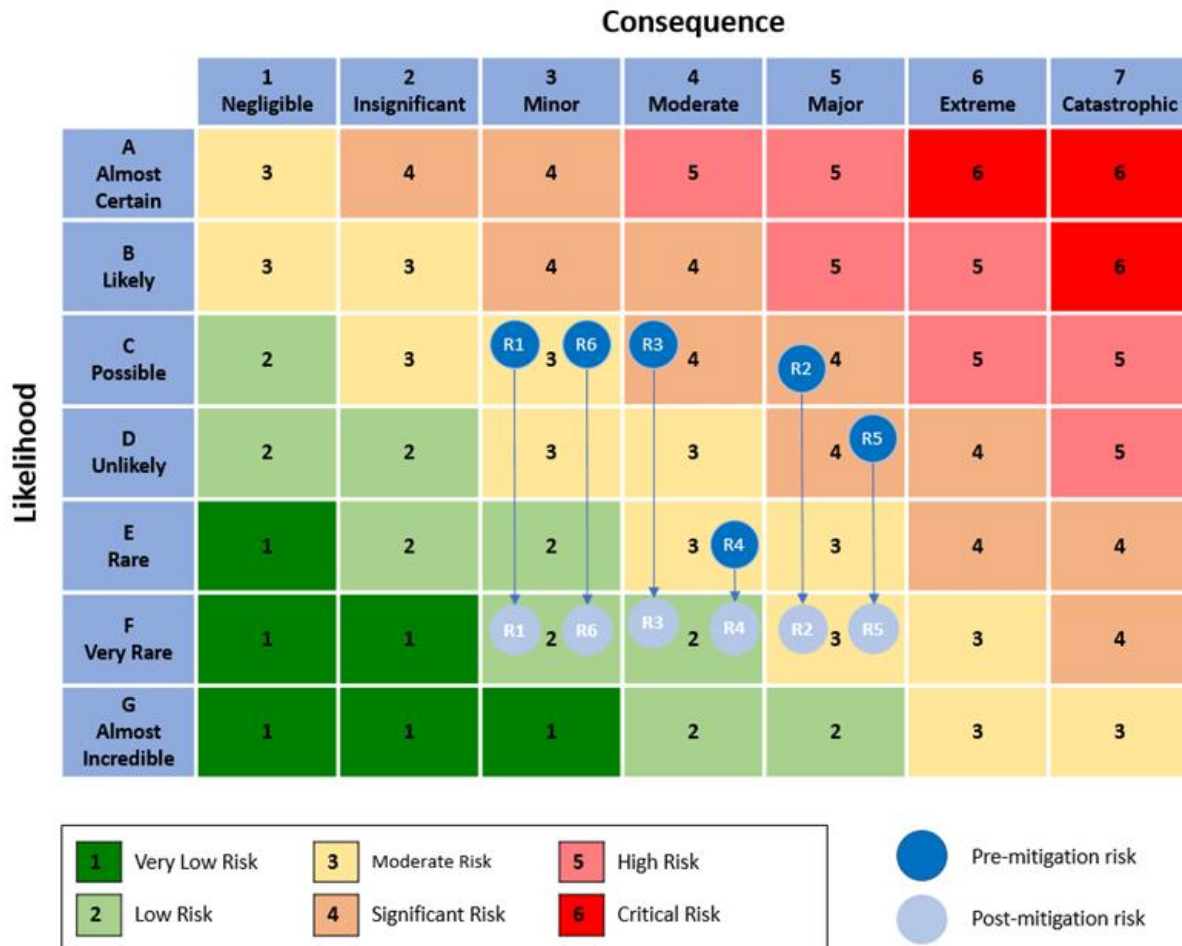 Consequence
1 2 3 4 5 6 7
Negligible Insignificant Minor Moderate Major Extreme Catastrophic
Likelihood
A
Almost
Certain
3 4 4 5 5 6 6
B
Likely
3 3 4 4 5 5 6
C
Possible
2 3 R1 3 R6 R3 4 R2 4 5 5
D
Unlikely
2 2 3 3 4 R5 4 5
E
Rare
1 2 2 3 R4 3 4 4
F
Very Rare
1 1 R1 2 R6 R3 2 R4 R2 3 R5 3 4
G
Almost
Incredible
1 1 1 2 2 3 3
1 Very Low Risk 3 Moderate Risk 5 High Risk Pre-mitigation risk
2 Low Risk 4 Significant Risk 6 Critical Risk Post-mitigation risk